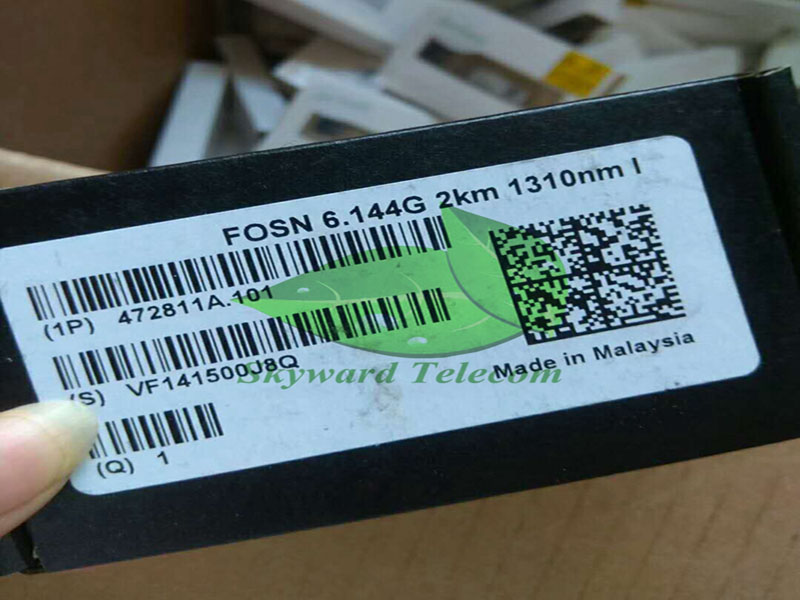 FOSN 6.144G 2km 1310nm I
(1P) 472811A.101
(S) VF141500J8Q
(Q) 1
Made in Malaysia
Skyward Telecom